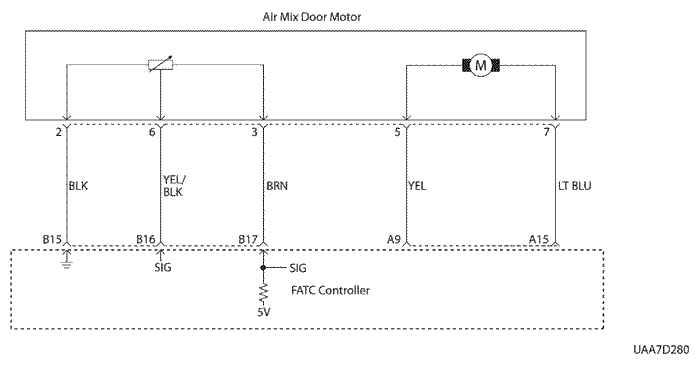 Air Mix Door Motor
M
2 6 3 5 7
BLK YEL/ BRN YEL LT BLU
BLK
B15 B16 B17 A9 A15
SIG SIG
FATC Controller
5V
UAA7D280